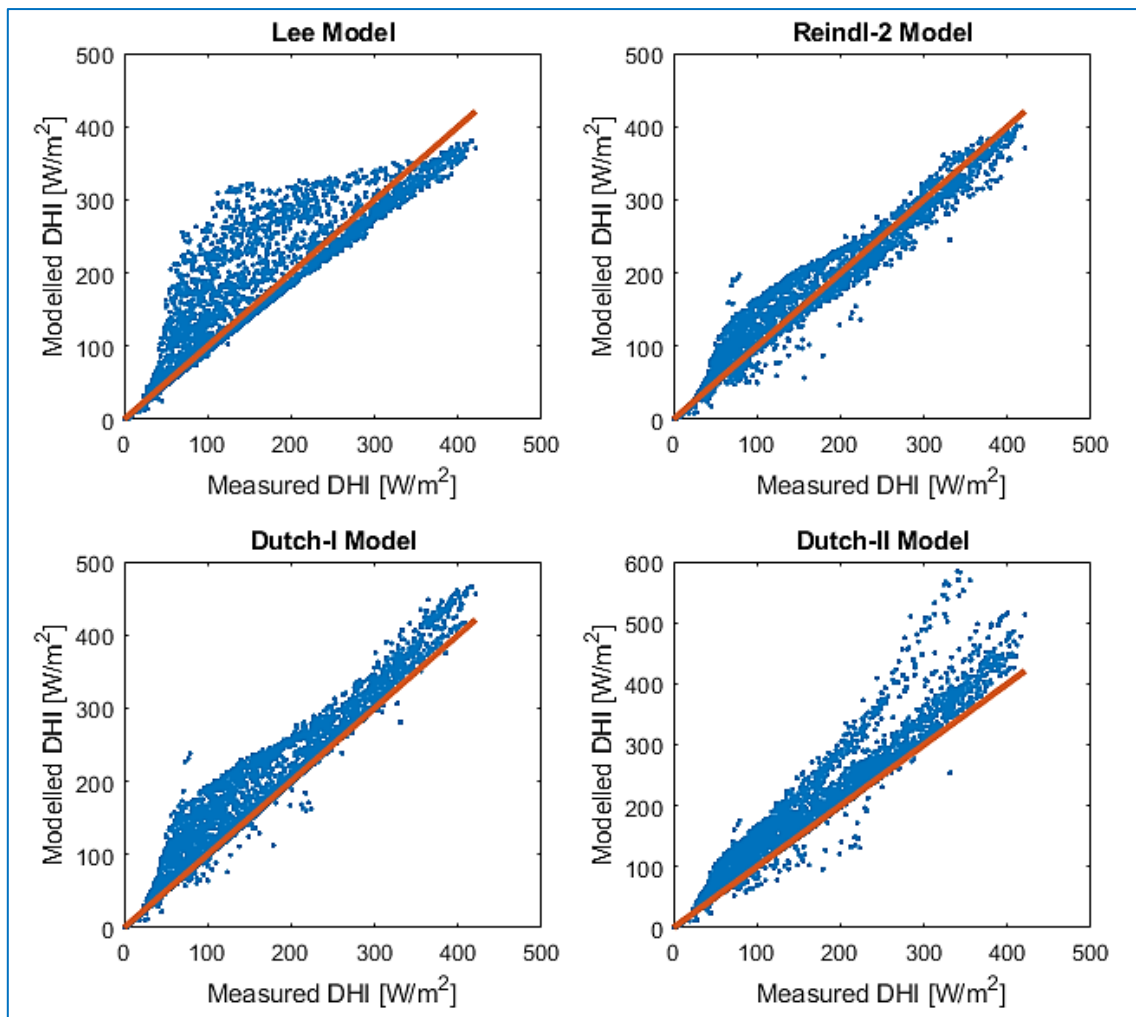 Lee Model
500
400
300
200
100
0
Modelled DHI [W/m²]
0 100 200 300 400 500
Measured DHI [W/m²]
Reindl-2 Model
500
400
300
200
100
0
Modelled DHI [W/m²]
0 100 200 300 400 500
Measured DHI [W/m²]
Dutch-I Model
500
400
300
200
100
0
Modelled DHI [W/m²]
0 100 200 300 400 500
Measured DHI [W/m²]
Dutch-II Model
600
500
400
300
200
100
0
Modelled DHI [W/m²]
0 100 200 300 400 500
Measured DHI [W/m²]